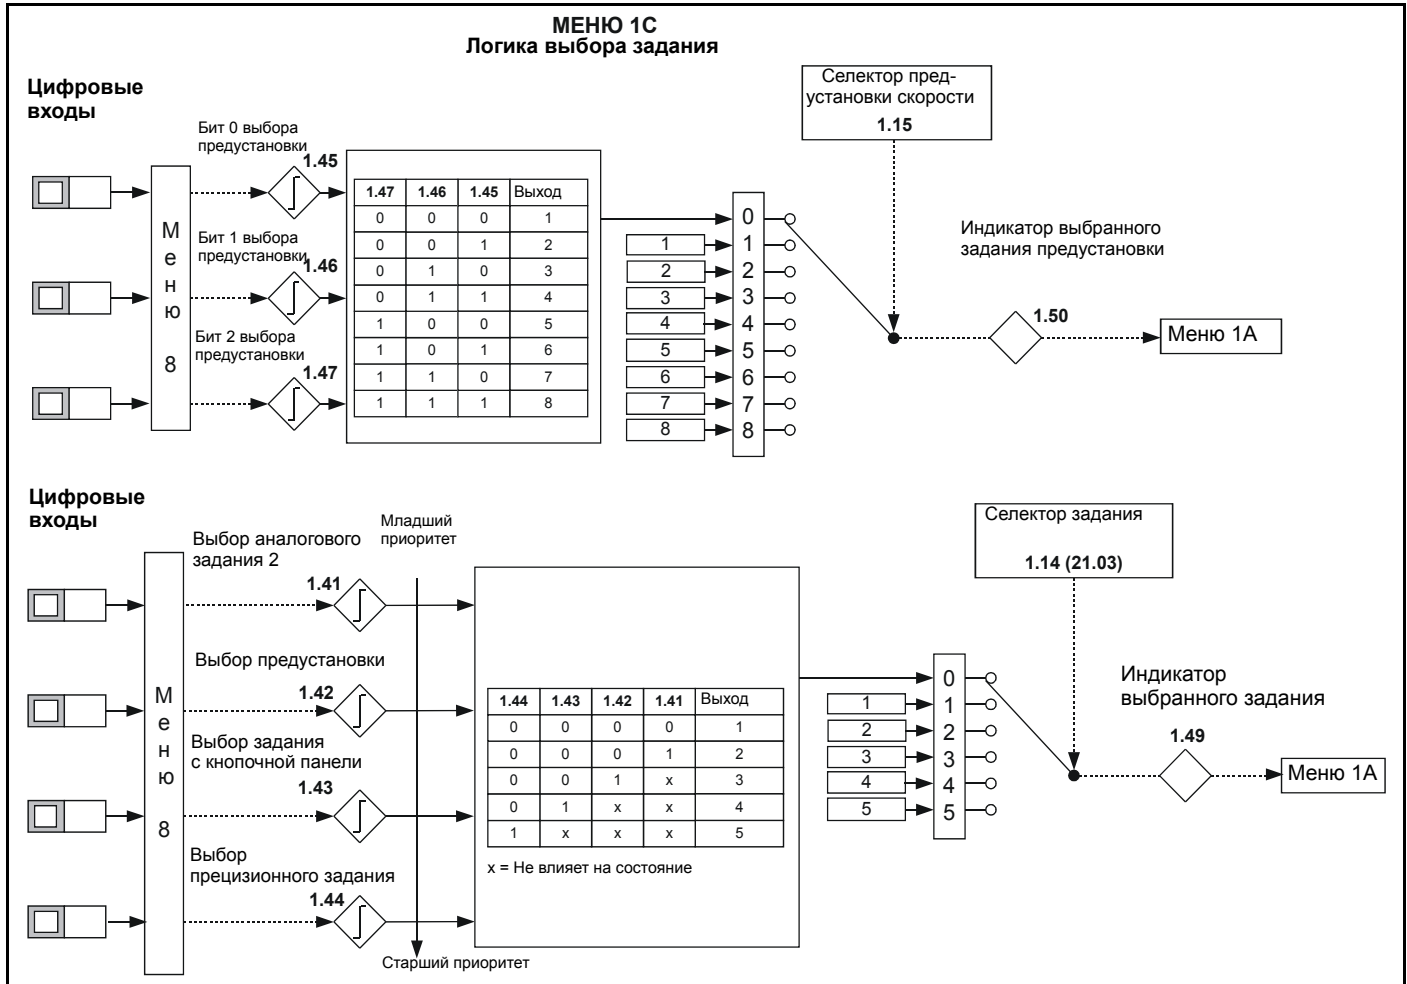 МЕНЮ 1С
Логика выбора задания
Цифровые
входы
Селектор пред-
установки скорости
1.15
Бит 0 выбора
предустановки
1.45
Бит 1 выбора
предустановки
1.46
Бит 2 выбора
предустановки
1.47
Меню 8
1.47 1.46 1.45 Выход
0 0 0 1
0 0 1 2
0 1 0 3
0 1 1 4
1 0 0 5
1 0 1 6
1 1 0 7
1 1 1 8
0
1 1
2 2
3 3
4 4
5 5
6 6
7 7
8 8
Индикатор выбранного
задания предустановки
1.50
Меню 1А
Цифровые
входы
Младший
приоритет
Выбор аналогового
задания 2
1.41
Выбор предустановки
1.42
Выбор задания
с кнопочной панели
1.43
Выбор
прецизионного задания
1.44
Меню 8
Старший приоритет
1.44 1.43 1.42 1.41 Выход
0 0 0 0 1
0 0 0 1 2
0 0 1 x 3
0 1 x x 4
1 x x x 5
x = Не влияет на состояние
Селектор задания
1.14 (21.03)
0
1 1
2 2
3 3
4 4
5 5
Индикатор
выбранного задания
1.49
Меню 1А